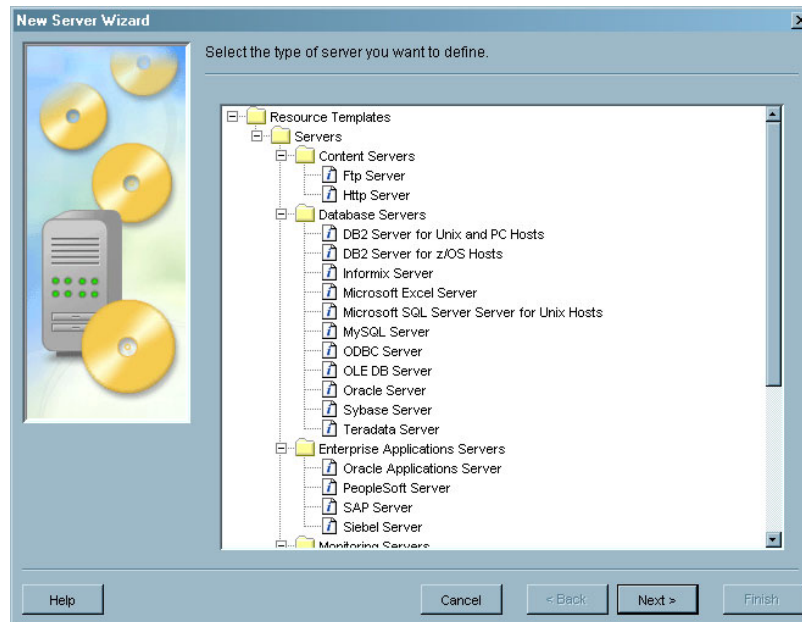 New Server Wizard
Select the type of server you want to define.
Resource Templates
Servers
Content Servers
Ftp Server
Http Server
Database Servers
DB2 Server for Unix and PC Hosts
DB2 Server for z/OS Hosts
Informix Server
Microsoft Excel Server
Microsoft SQL Server Server for Unix Hosts
MySQL Server
ODBC Server
OLE DB Server
Oracle Server
Sybase Server
Teradata Server
Enterprise Applications Servers
Oracle Applications Server
PeopleSoft Server
SAP Server
Siebel Server
Monitoring Servers
Help
Cancel
< Back
Next >
Finish